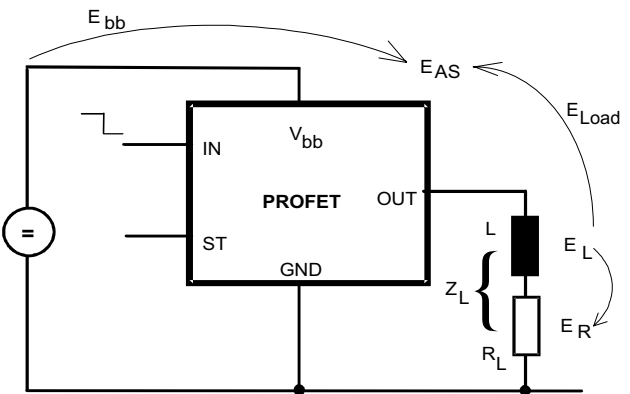 E bb
E AS
E Load
V bb
IN
PROFET
OUT
ST
L
E L
GND
Z L
{
E R
R L
=